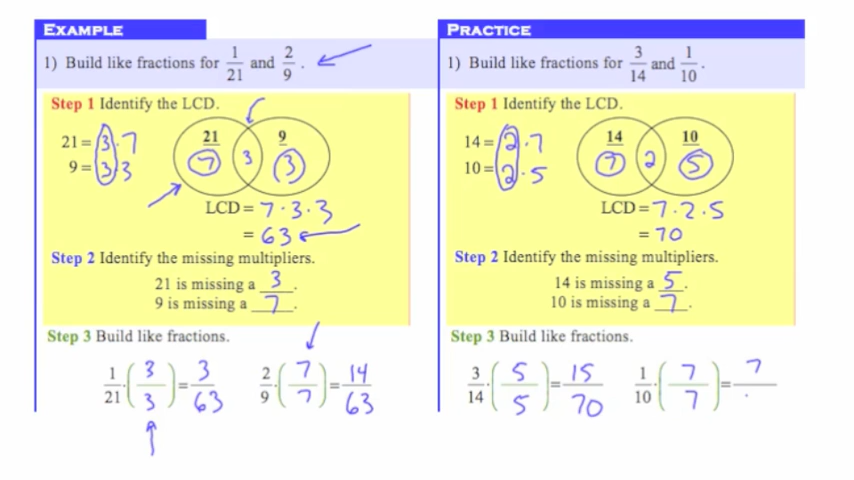 EXAMPLE
1) Build like fractions for 1/21 and 2/9.
Step 1 Identify the LCD.
21 = 3·7
9 = 3·3
21 9
7 3 3
LCD = 7·3·3
= 63
Step 2 Identify the missing multipliers.
21 is missing a 3.
9 is missing a 7.
Step 3 Build like fractions.
1/21·(3/3) = 3/63 2/9·(7/7) = 14/63
PRACTICE
1) Build like fractions for 3/14 and 1/10.
Step 1 Identify the LCD.
14 = 2·7
10 = 2·5
14 10
7 2 5
LCD = 7·2·5
= 70
Step 2 Identify the missing multipliers.
14 is missing a 5.
10 is missing a 7.
Step 3 Build like fractions.
3/14·(5/5) = 15/70 1/10·(7/7) = 7/